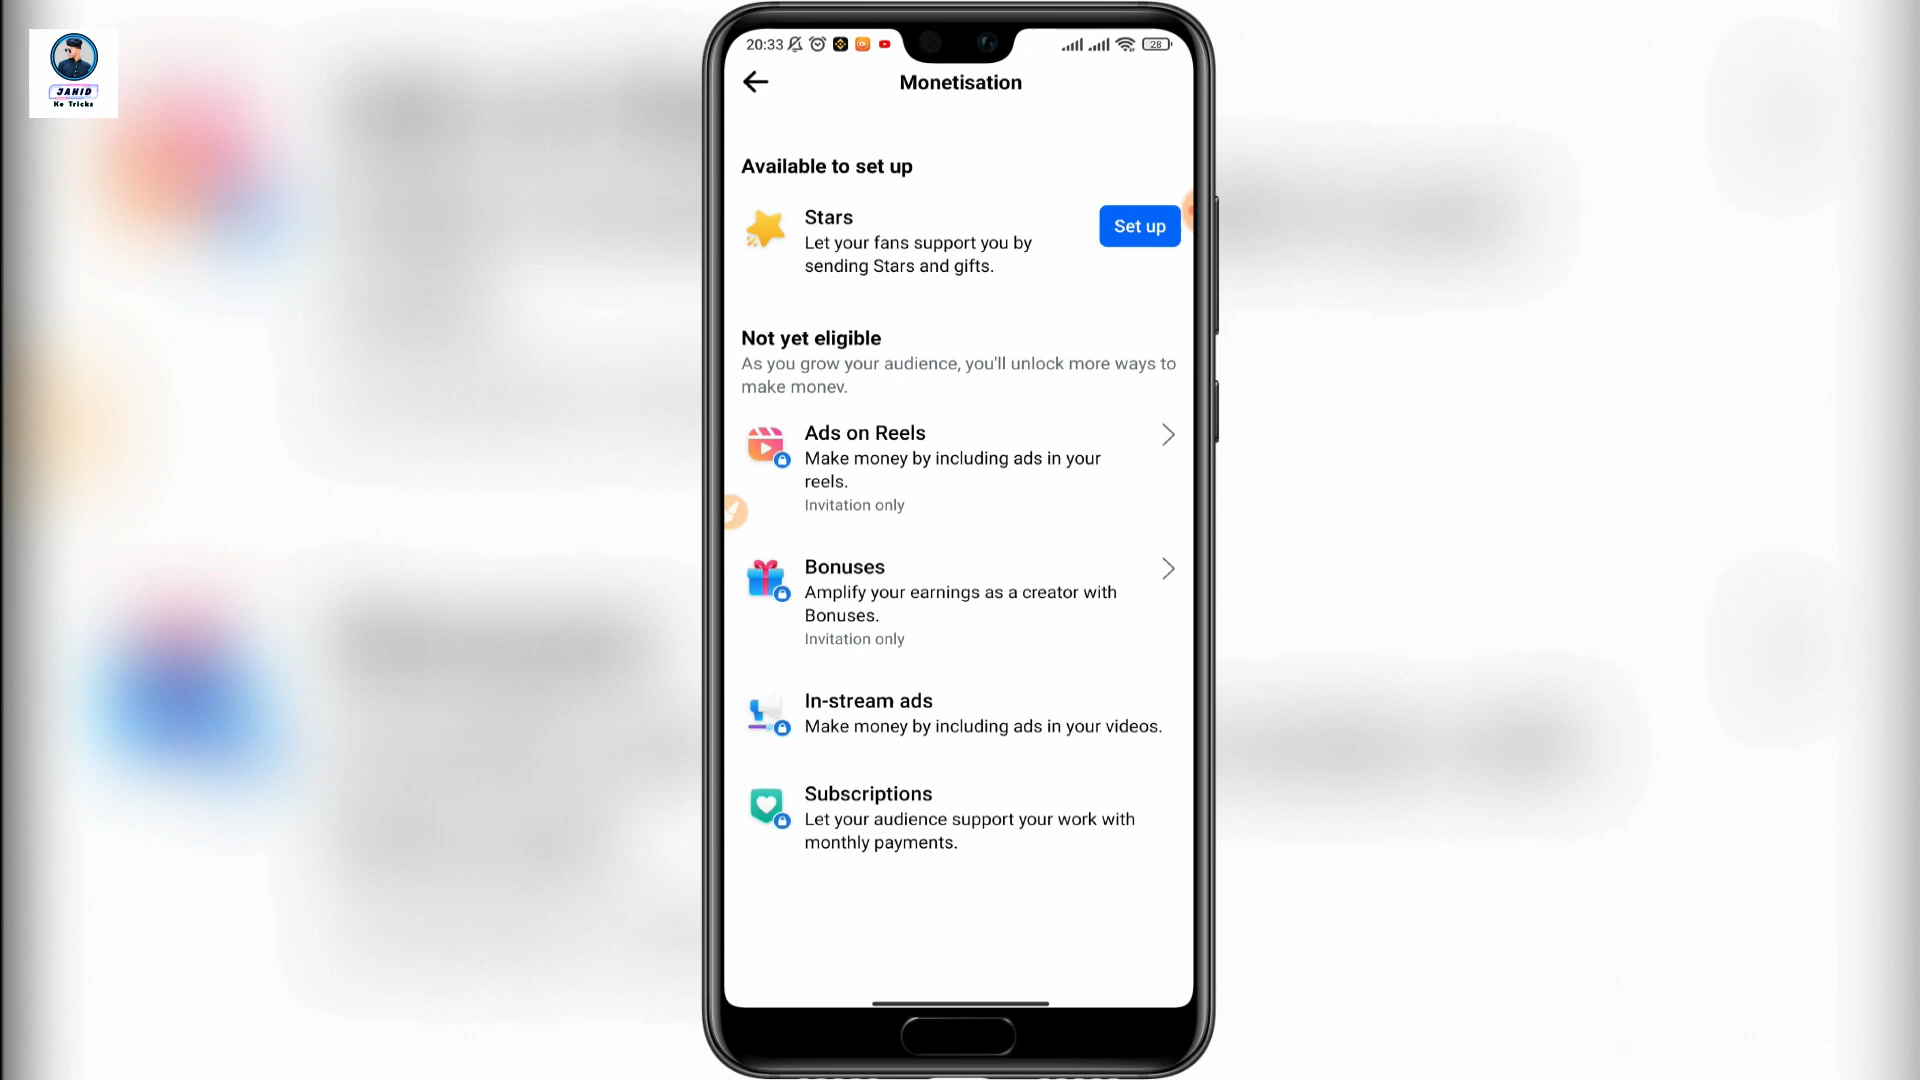 JAHID
Ke Tricks
20:33
28
Monetisation
Available to set up
Stars
Let your fans support you by
sending Stars and gifts.
Set up
Not yet eligible
As you grow your audience, you'll unlock more ways to
make money.
Ads on Reels
Make money by including ads in your
reels.
Invitation only
Bonuses
Amplify your earnings as a creator with
Bonuses.
Invitation only
In-stream ads
Make money by including ads in your videos.
Subscriptions
Let your audience support your work with
monthly payments.